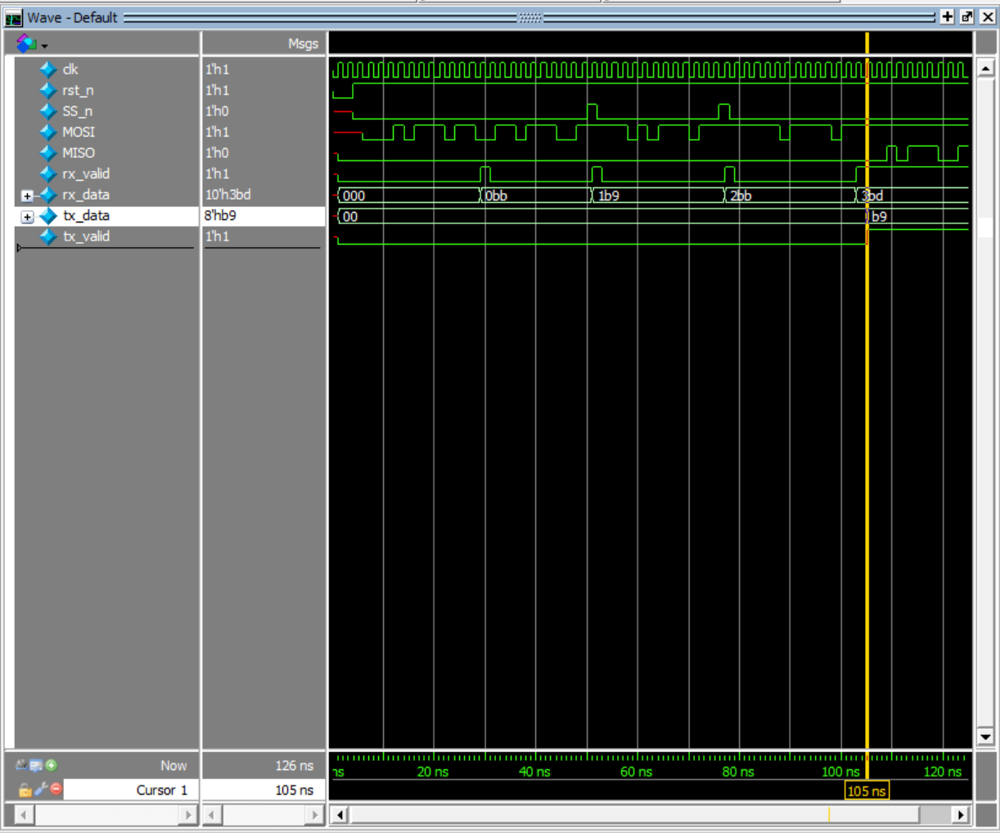 Wave - Default
Msgs
clk 1'h1
rst_n 1'h1
SS_n 1'h0
MOSI 1'h1
MISO 1'h0
rx_valid 1'h1
rx_data 10'h3bd 000 0bb 1b9 2bb 3bd
tx_data 8'hb9 00 b9
tx_valid 1'h1
Now 126 ns ns 20 ns 40 ns 60 ns 80 ns 100 ns 120 ns
Cursor 1 105 ns 105 ns